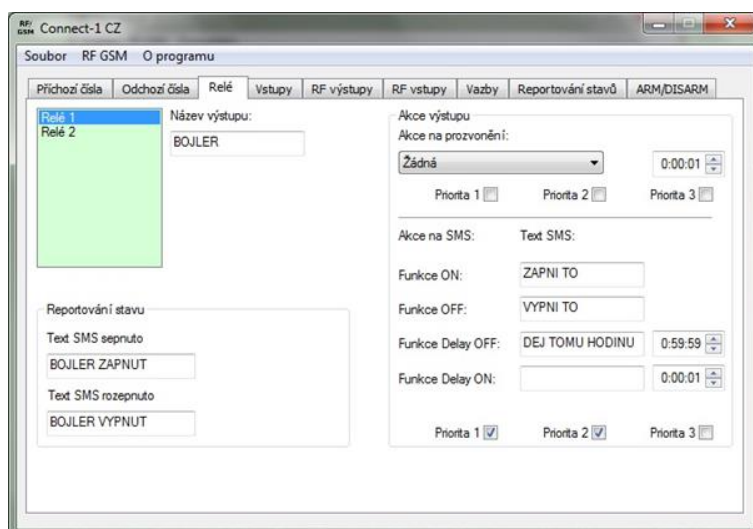 RF/
GSM Connect-1 CZ
Soubor RF GSM O programu
Příchozí čísla Odchozí čísla Relé Vstupy RF výstupy RF vstupy Vazby Reportování stavů ARM/DISARM
Relé 1
Relé 2
Název výstupu:
BOJLER
Reportování stavu
Text SMS sepnuto
BOJLER ZAPNUT
Text SMS rozepnuto
BOJLER VYPNUT
Akce výstupu
Akce na prozvonění:
Žádná 0:00:01
Priorita 1 Priorita 2 Priorita 3
Akce na SMS: Text SMS:
Funkce ON: ZAPNI TO
Funkce OFF: VYPNI TO
Funkce Delay OFF: DEJ TOMU HODINU 0:59:59
Funkce Delay ON: 0:00:01
Priorita 1 Priorita 2 Priorita 3